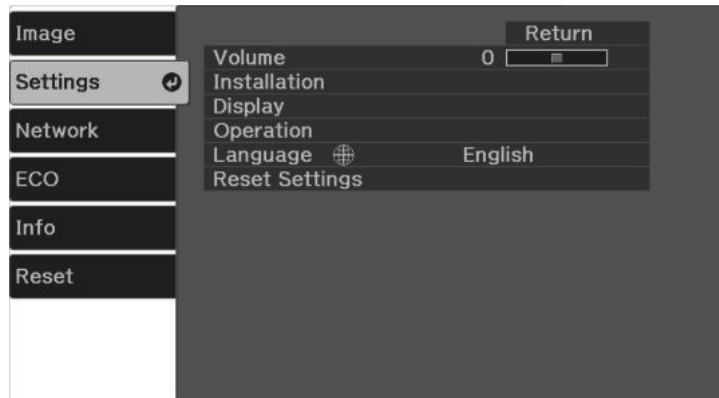 Image
Settings
Network
ECO
Info
Reset
Return
Volume 0
Installation
Display
Operation
Language English
Reset Settings